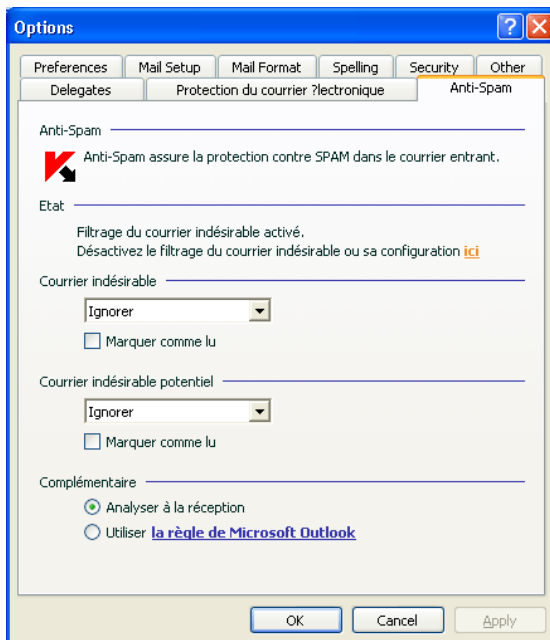 Options
Preferences Mail Setup Mail Format Spelling Security Other
Delegates Protection du courrier ?lectronique Anti-Spam
Anti-Spam
Anti-Spam assure la protection contre SPAM dans le courrier entrant.
Etat
Filtrage du courrier indésirable activé.
Désactivez le filtrage du courrier indésirable ou sa configuration ici
Courrier indésirable
Ignorer
Marquer comme lu
Courrier indésirable potentiel
Ignorer
Marquer comme lu
Complémentaire
Analyser à la réception
Utiliser la règle de Microsoft Outlook
OK Cancel Apply